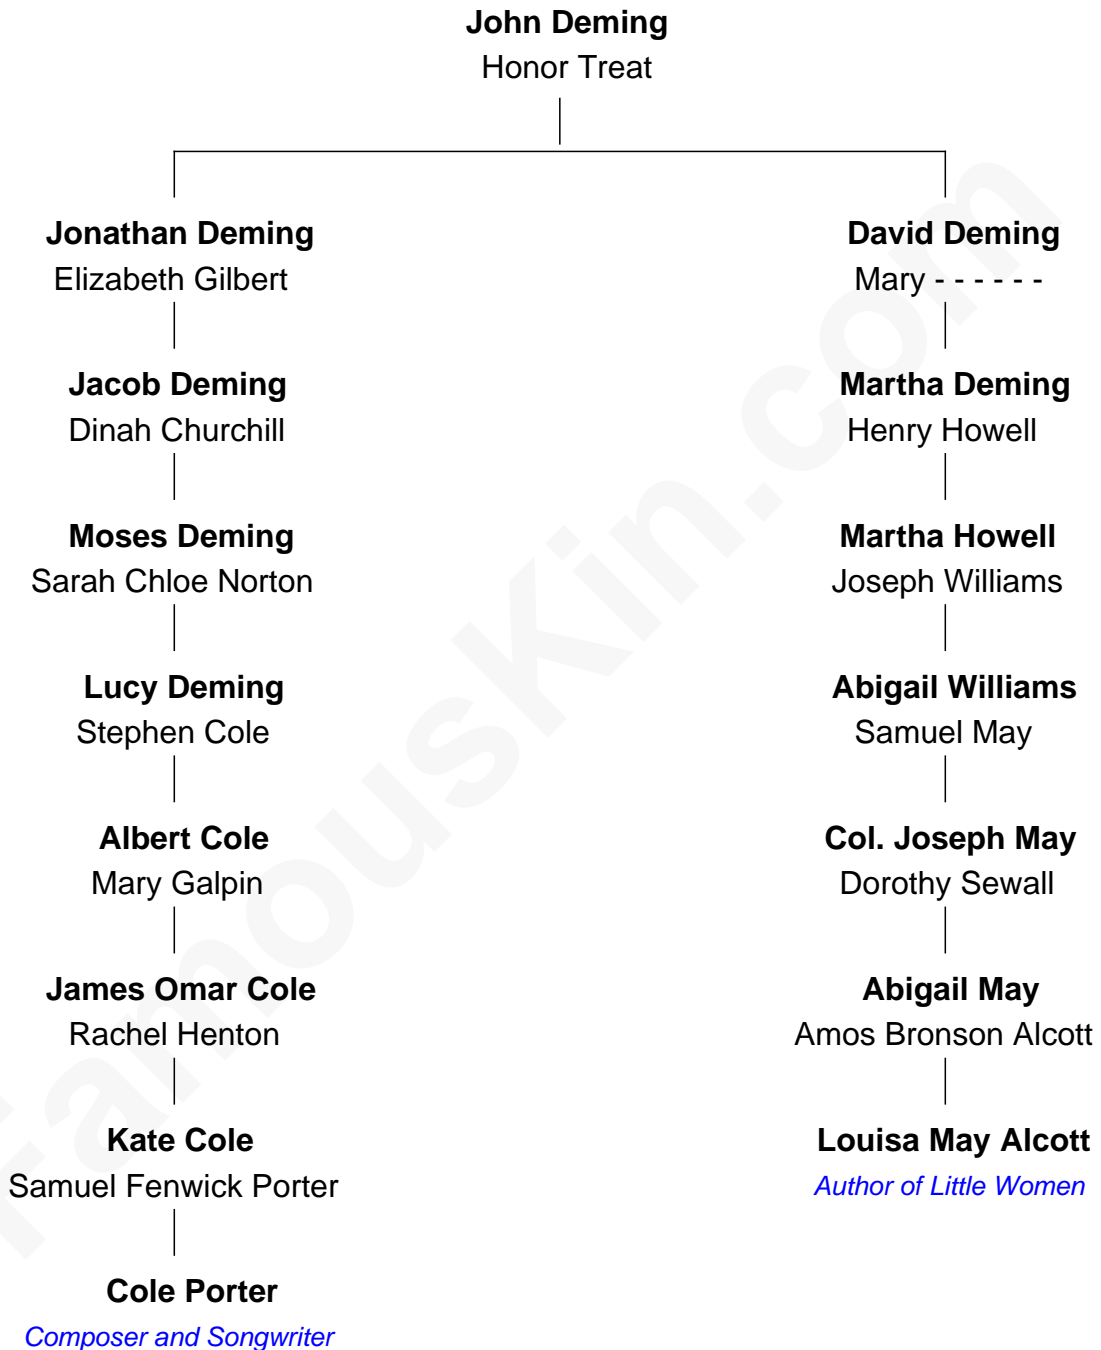 John Deming
Honor Treat
Jonathan Deming
Elizabeth Gilbert
David Deming
Mary - - - - - -
Jacob Deming
Dinah Churchill
Martha Deming
Henry Howell
Moses Deming
Sarah Chloe Norton
Martha Howell
Joseph Williams
Lucy Deming
Stephen Cole
Abigail Williams
Samuel May
Albert Cole
Mary Galpin
Col. Joseph May
Dorothy Sewall
James Omar Cole
Rachel Henton
Abigail May
Amos Bronson Alcott
Kate Cole
Samuel Fenwick Porter
Louisa May Alcott
Author of Little Women
Cole Porter
Composer and Songwriter
FamousKin.com